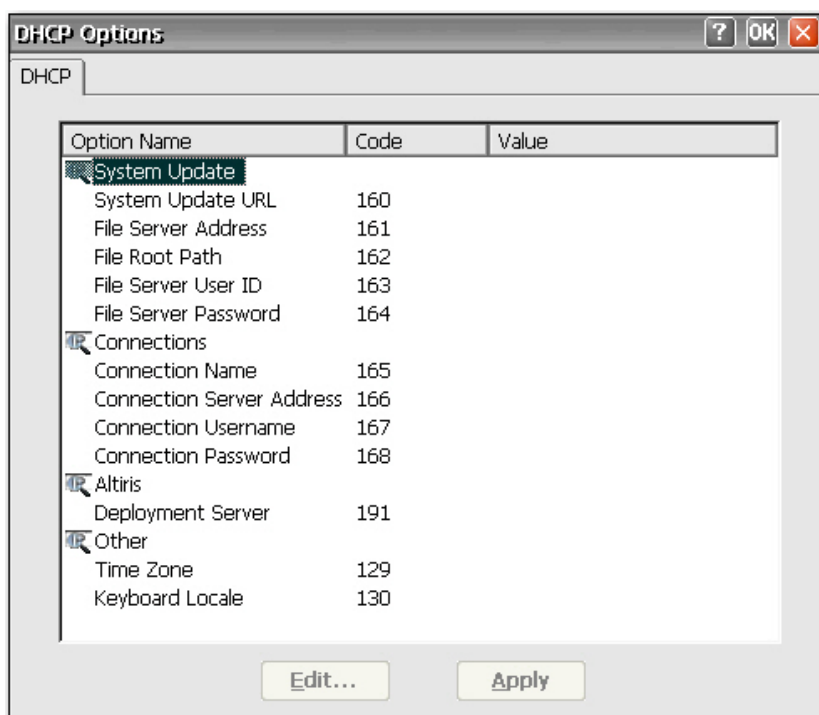 DHCP Options ? OK
DHCP
Option Name Code Value
System Update
System Update URL 160
File Server Address 161
File Root Path 162
File Server User ID 163
File Server Password 164
Connections
Connection Name 165
Connection Server Address 166
Connection Username 167
Connection Password 168
Altiris
Deployment Server 191
Other
Time Zone 129
Keyboard Locale 130
Edit... Apply